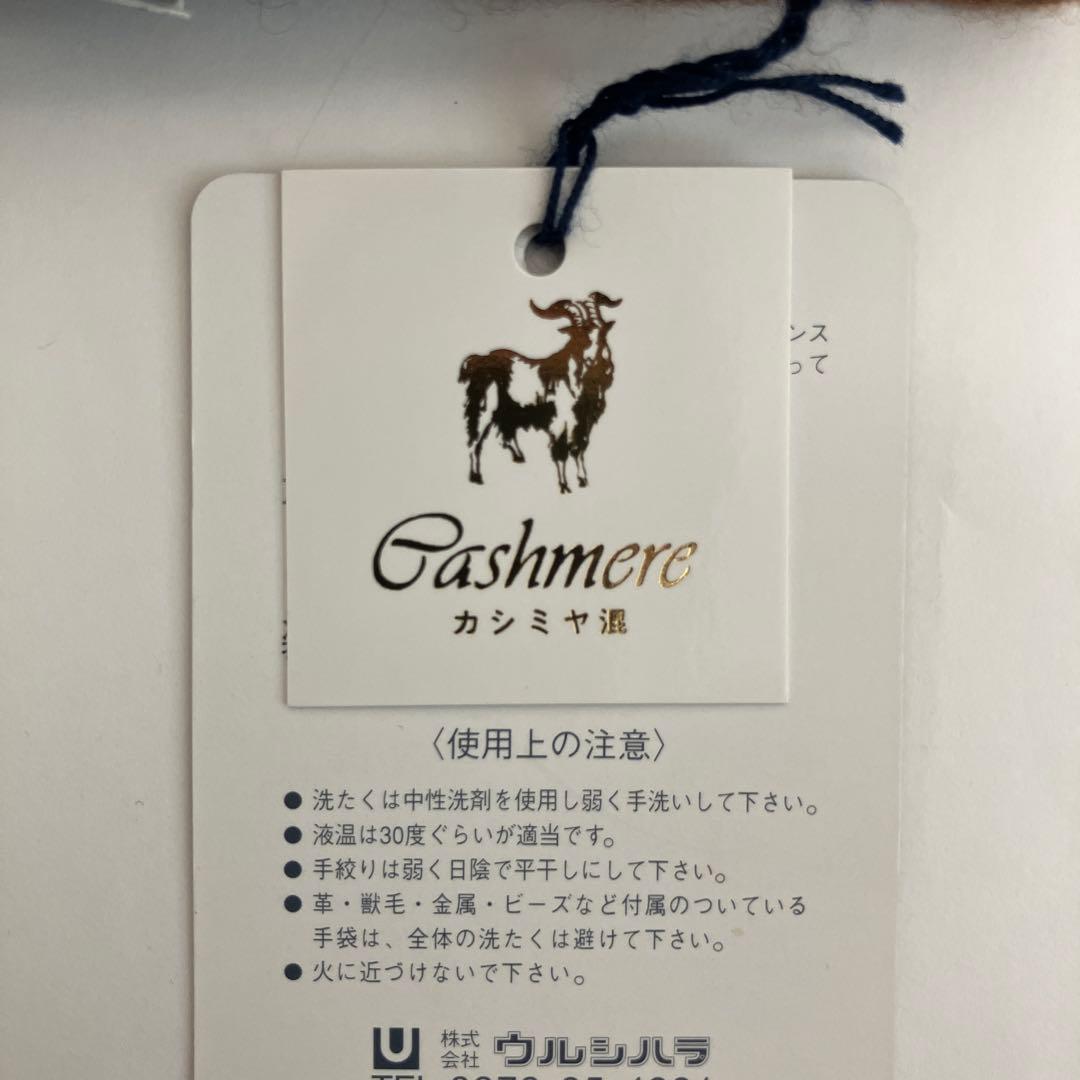 ンス
って
Cashmere
カシミヤ混
〈使用上の注意〉
● 洗たくは中性洗剤を使用し弱く手洗いして下さい。
● 液温は30度ぐらいが適当です。
● 手絞りは弱く日陰で平干しにして下さい。
● 革・獣毛・金属・ビーズなど付属のついている
手袋は、全体の洗たくは避けて下さい。
● 火に近づけないで下さい。
U 株式会社 ウルシハラ